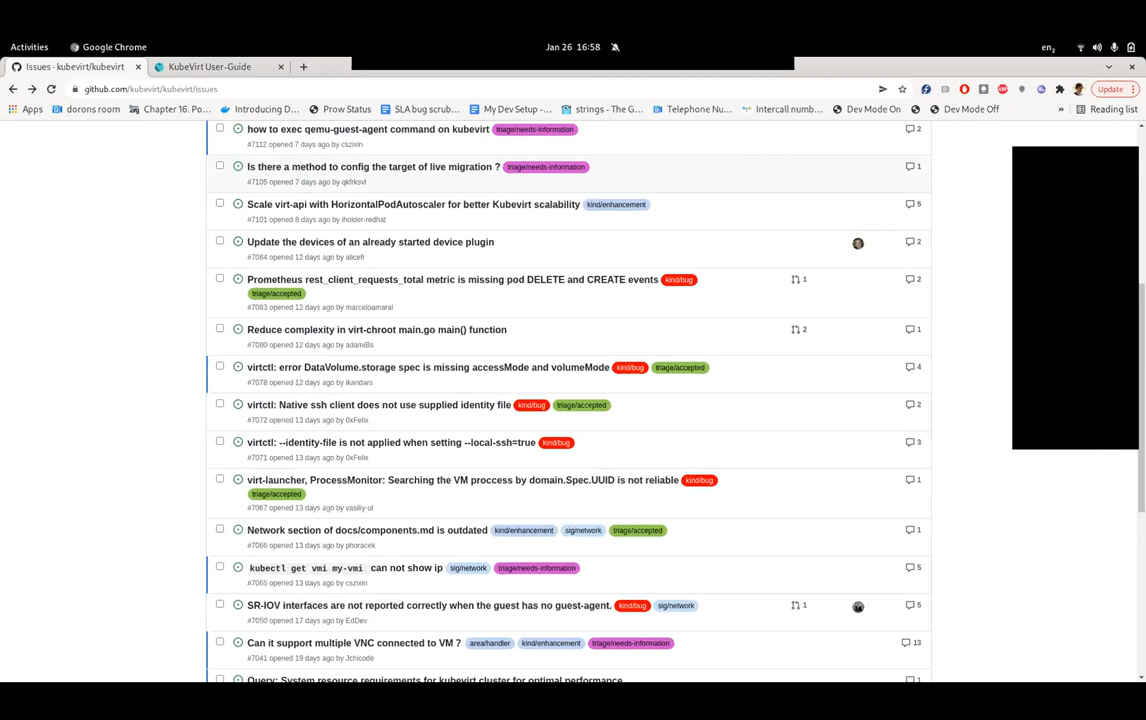 Activities
Google Chrome
Jan 26 16:58
en2
Issues · kubevirt/kubevirt
KubeVirt User-Guide
github.com/kubevirt/kubevirt/issues
Update
Apps
dorons room
Chapter 16. Po...
Introducing D...
Prow Status
SLA bug scrub...
My Dev Setup -...
strings - The G...
Telephone Nu...
Intercall numb...
Dev Mode On
Dev Mode Off
»
Reading list
how to exec qemu-guest-agent command on kubevirt triage/needs-information 2
#7112 opened 7 days ago by cszixin
Is there a method to config the target of live migration ? triage/needs-information 1
#7105 opened 7 days ago by qkfrksvl
Scale virt-api with HorizontalPodAutoscaler for better Kubevirt scalability kind/enhancement 5
#7101 opened 8 days ago by iholder-redhat
Update the devices of an already started device plugin 2
#7084 opened 12 days ago by alicefr
Prometheus rest_client_requests_total metric is missing pod DELETE and CREATE events kind/bug 1 2
triage/accepted
#7083 opened 12 days ago by marceloamaral
Reduce complexity in virt-chroot main.go main() function 2 1
#7080 opened 12 days ago by adamiBs
virtctl: error DataVolume.storage spec is missing accessMode and volumeMode kind/bug triage/accepted 4
#7078 opened 12 days ago by ikandars
virtctl: Native ssh client does not use supplied identity file kind/bug triage/accepted 2
#7072 opened 13 days ago by 0xFelix
virtctl: --identity-file is not applied when setting --local-ssh=true kind/bug 3
#7071 opened 13 days ago by 0xFelix
virt-launcher, ProcessMonitor: Searching the VM proccess by domain.Spec.UUID is not reliable kind/bug 1
triage/accepted
#7067 opened 13 days ago by vasiliy-ul
Network section of docs/components.md is outdated kind/enhancement sig/network triage/accepted 1
#7066 opened 13 days ago by phoracek
kubectl get vmi my-vmi can not show ip sig/network triage/needs-information 5
#7065 opened 13 days ago by cszixin
SR-IOV interfaces are not reported correctly when the guest has no guest-agent. kind/bug sig/network 1 5
#7050 opened 17 days ago by EdDev
Can it support multiple VNC connected to VM ? area/handler kind/enhancement triage/needs-information 13
#7041 opened 19 days ago by Jchicode
Query: System resource requirements for kubevirt cluster for optimal performance 1